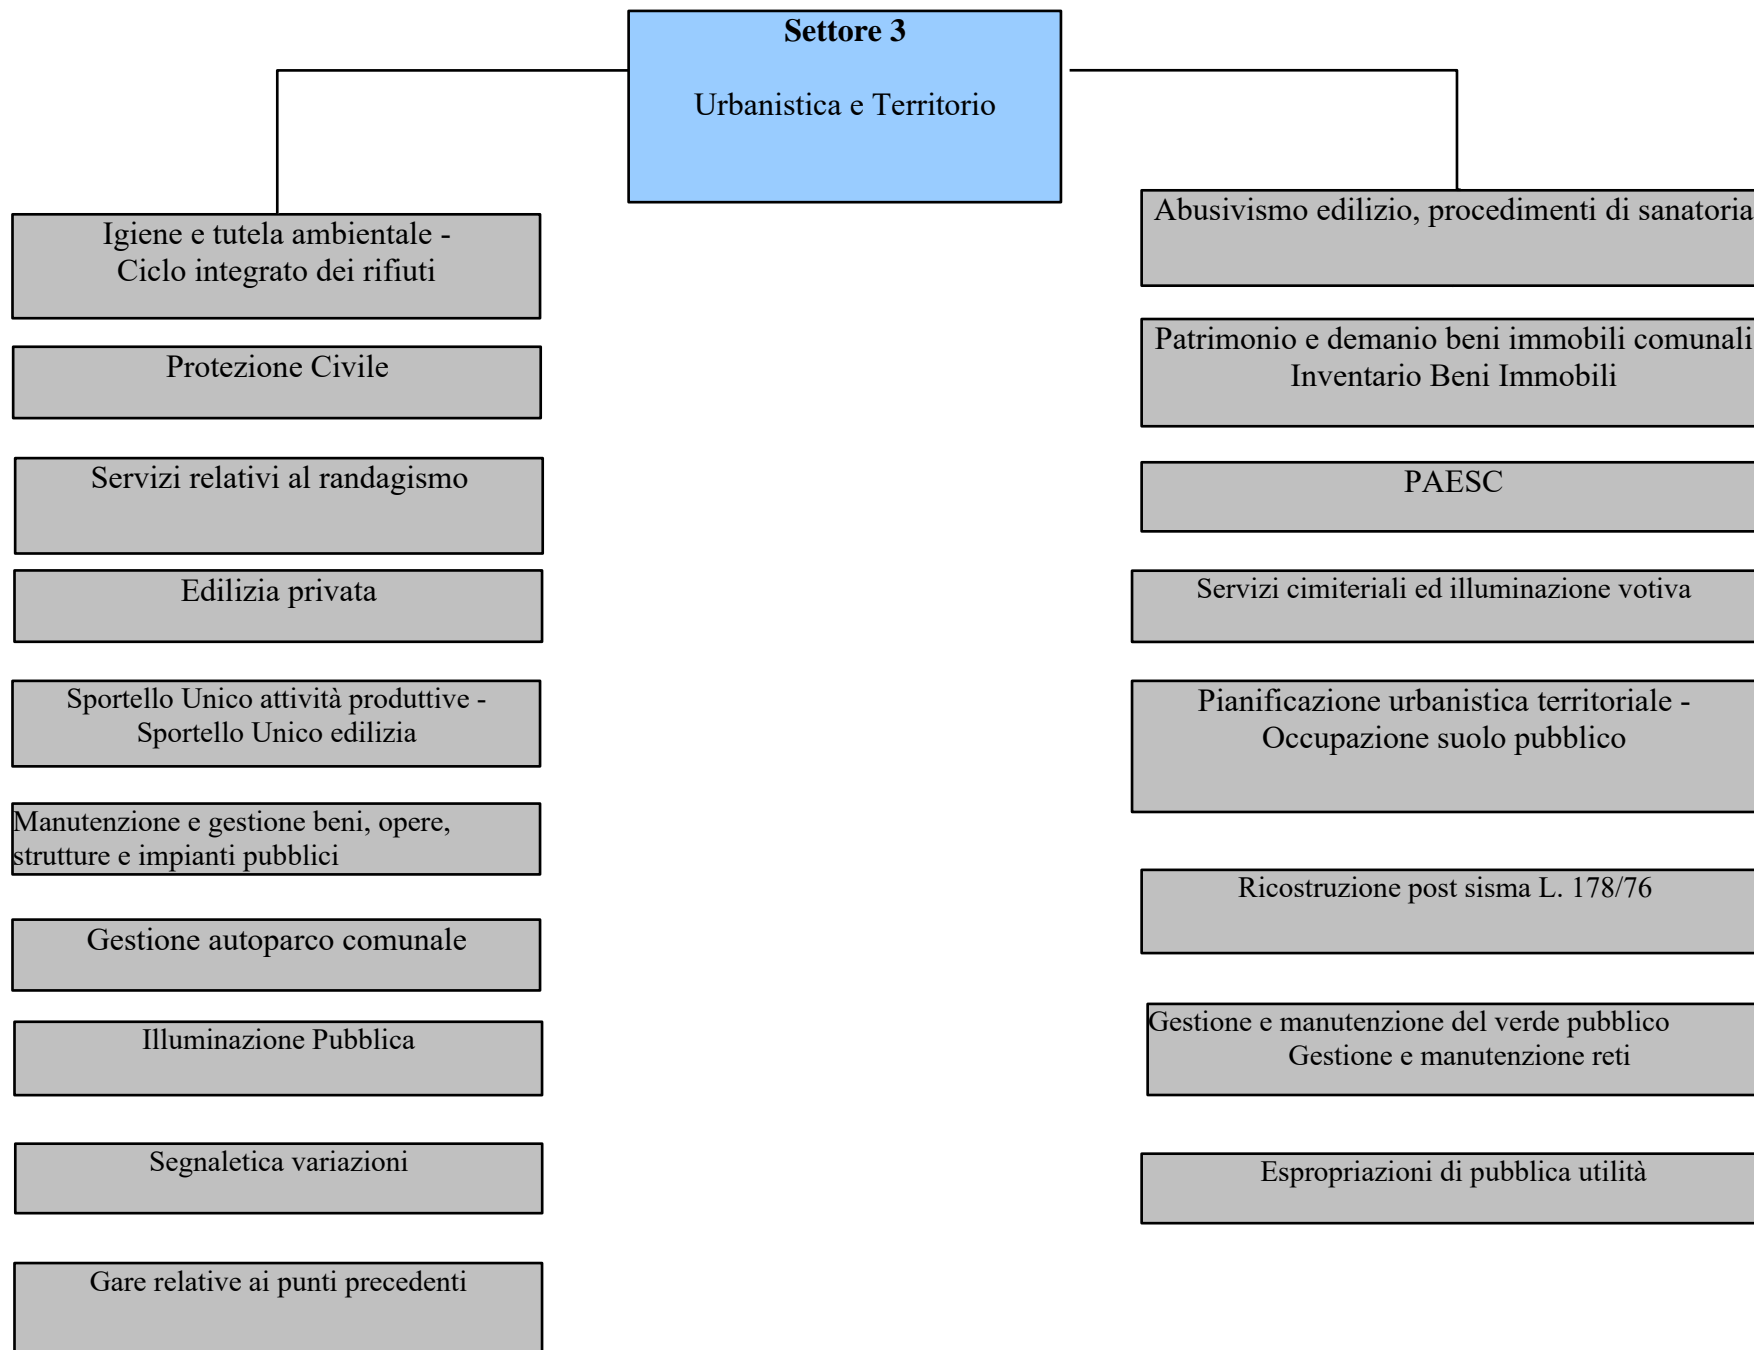 Settore 3
Urbanistica e Territorio
Igiene e tutela ambientale -
Ciclo integrato dei rifiuti
Protezione Civile
Servizi relativi al randagismo
Edilizia privata
Sportello Unico attività produttive -
Sportello Unico edilizia
Manutenzione e gestione beni, opere,
strutture e impianti pubblici
Gestione autoparco comunale
Illuminazione Pubblica
Segnaletica variazioni
Gare relative ai punti precedenti
Abusivismo edilizio, procedimenti di sanatoria
Patrimonio e demanio beni immobili comunali
Inventario Beni Immobili
PAESC
Servizi cimiteriali ed illuminazione votiva
Pianificazione urbanistica territoriale -
Occupazione suolo pubblico
Ricostruzione post sisma L. 178/76
Gestione e manutenzione del verde pubblico
Gestione e manutenzione reti
Espropriazioni di pubblica utilità